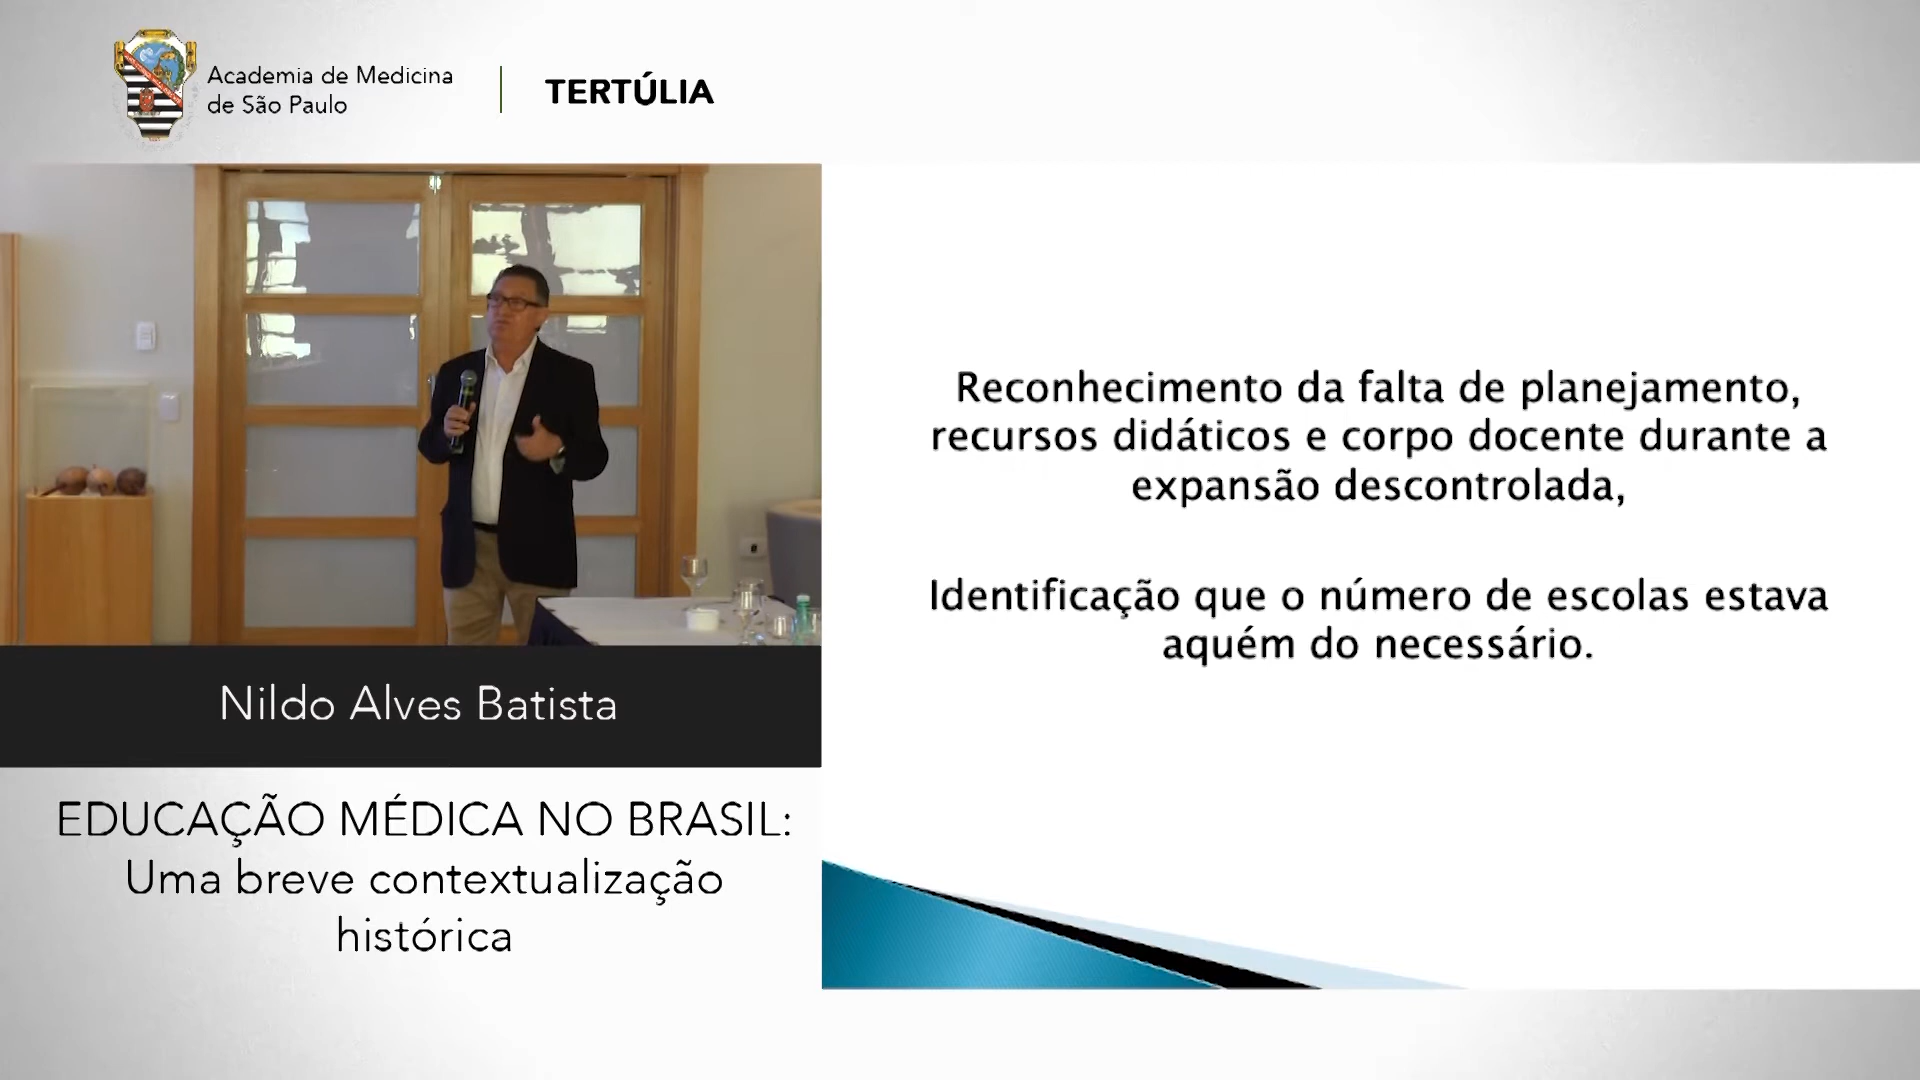 Academia de Medicina
de São Paulo
TERTÚLIA
Reconhecimento da falta de planejamento,
recursos didáticos e corpo docente durante a
expansão descontrolada,
Identificação que o número de escolas estava
aquém do necessário.
Nildo Alves Batista
EDUCAÇÃO MÉDICA NO BRASIL:
Uma breve contextualização
histórica